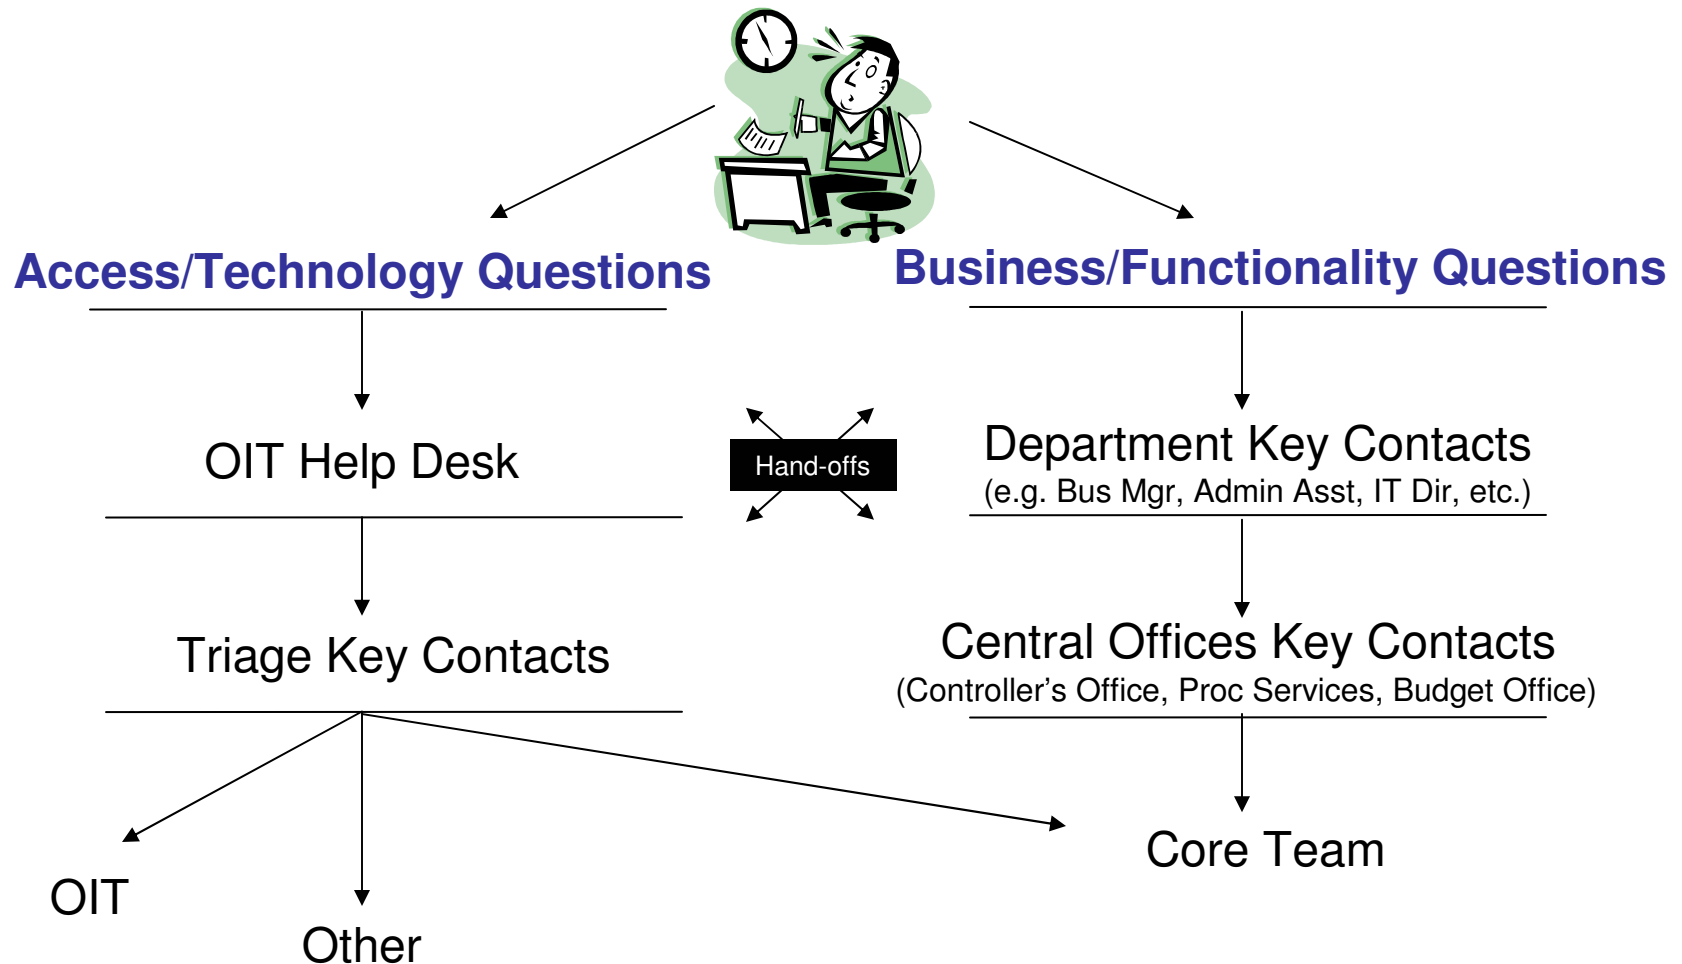 Access/Technology Questions
Business/Functionality Questions
OIT Help Desk
Hand-offs
Department Key Contacts
(e.g. Bus Mgr, Admin Asst, IT Dir, etc.)
Triage Key Contacts
Central Offices Key Contacts
(Controller’s Office, Proc Services, Budget Office)
OIT
Other
Core Team